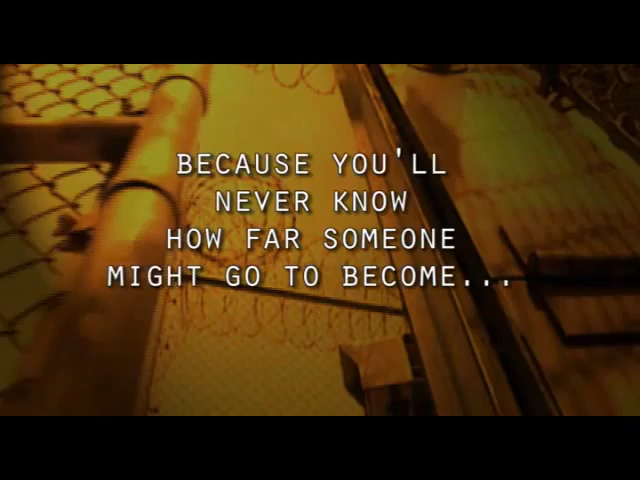 BECAUSE YOU'LL
NEVER KNOW
HOW FAR SOMEONE
MIGHT GO TO BECOME...